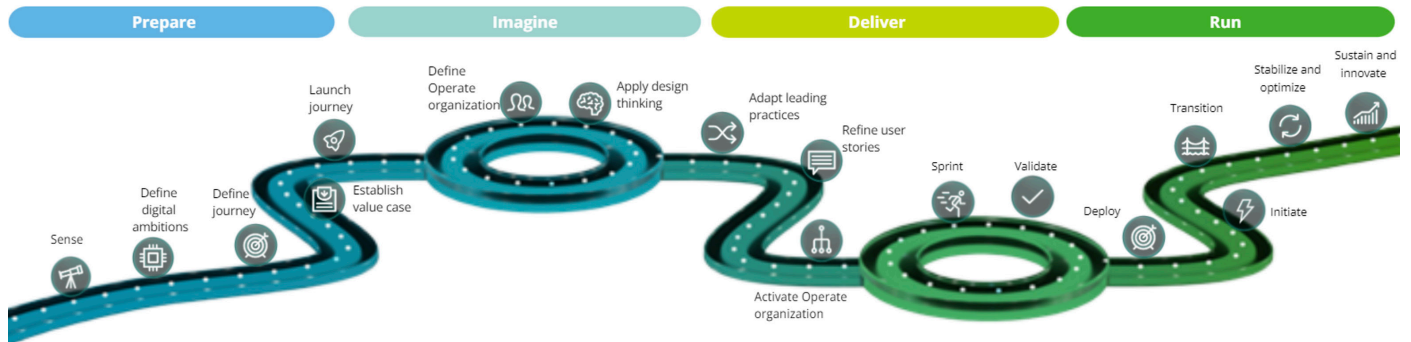 Prepare
Imagine
Deliver
Run
Sense
Define
digital
ambitions
Define
journey
Establish
value case
Launch
journey
Define
Operate
organization
Apply design
thinking
Adapt leading
practices
Refine user
stories
Activate Operate
organization
Sprint
Validate
Deploy
Initiate
Transition
Stabilize and
optimize
Sustain and
innovate